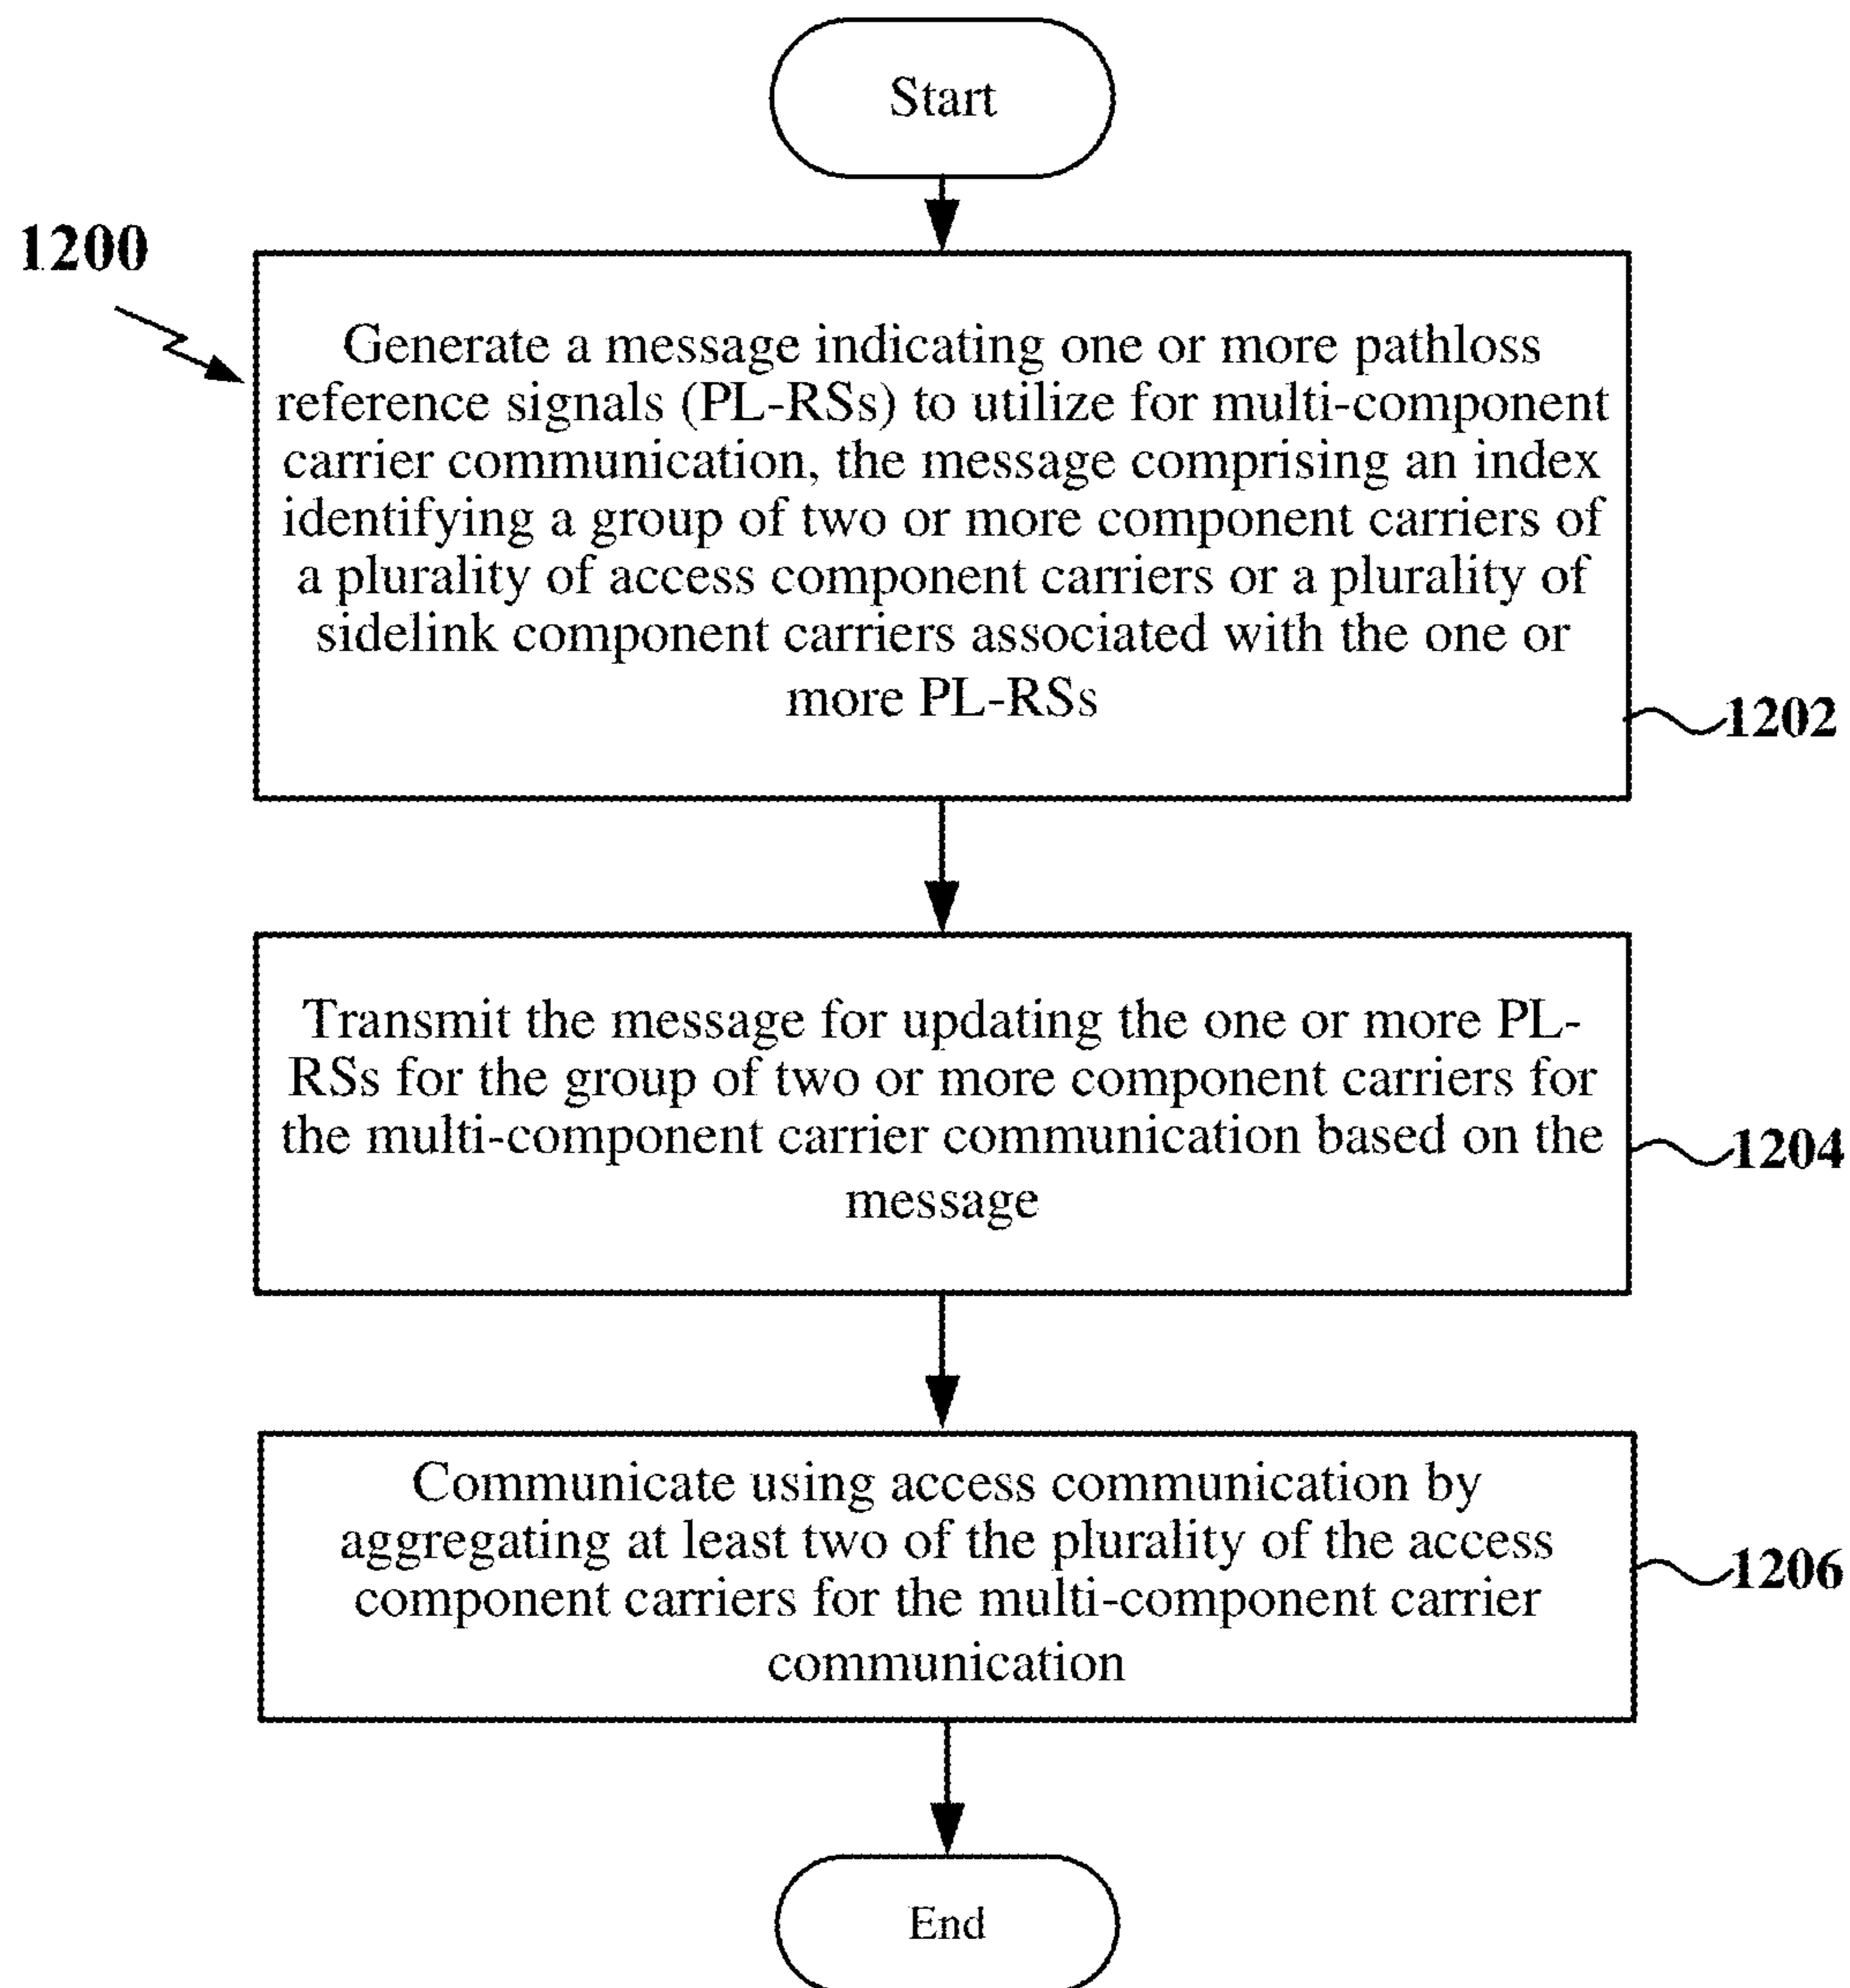 Start
1200
Generate a message indicating one or more pathloss
reference signals (PL-RSs) to utilize for multi-component
carrier communication, the message comprising an index
identifying a group of two or more component carriers of
a plurality of access component carriers or a plurality of
sidelink component carriers associated with the one or
more PL-RSs
1202
Transmit the message for updating the one or more PL-
RSs for the group of two or more component carriers for
the multi-component carrier communication based on the
message
1204
Communicate using access communication by
aggregating at least two of the plurality of the access
component carriers for the multi-component carrier
communication
1206
End